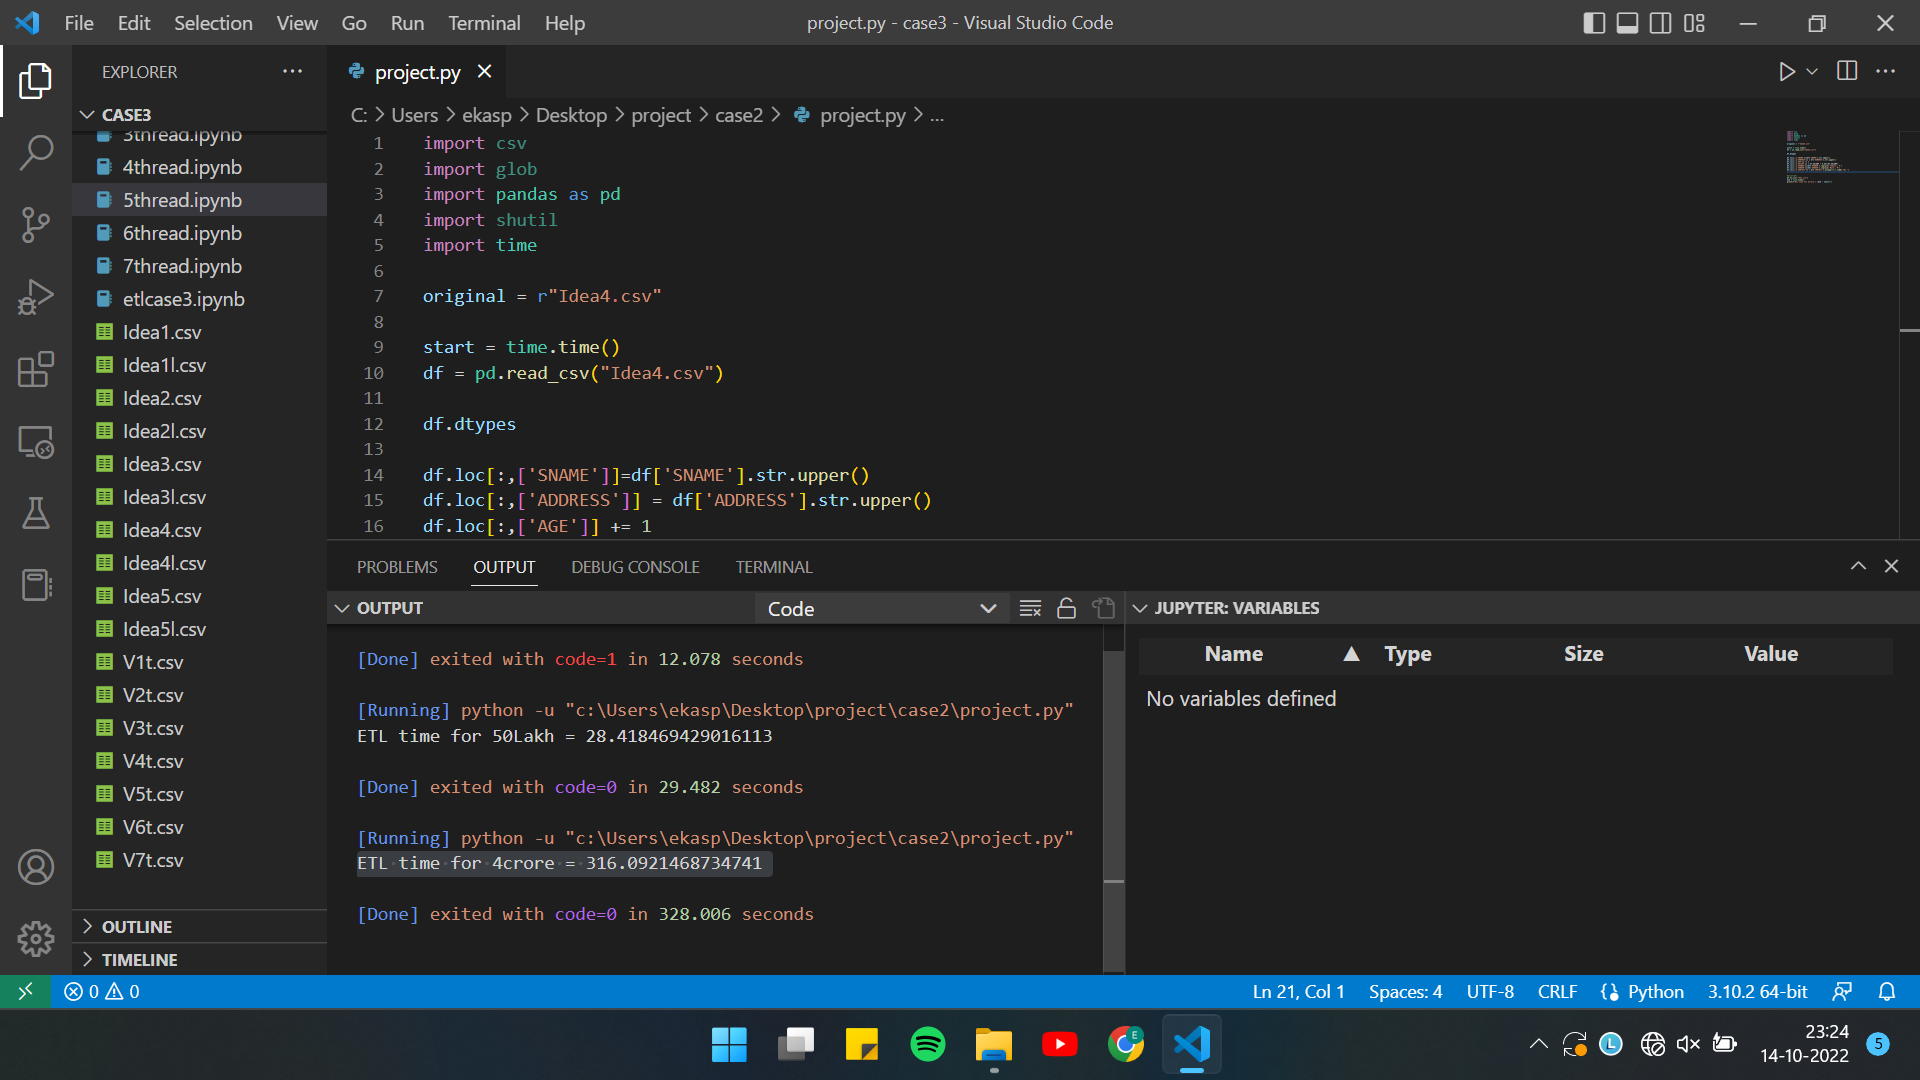 File Edit Selection View Go Run Terminal Help
project.py - case3 - Visual Studio Code
EXPLORER
CASE3
3thread.ipynb
4thread.ipynb
5thread.ipynb
6thread.ipynb
7thread.ipynb
etlcase3.ipynb
Idea1.csv
Idea1l.csv
Idea2.csv
Idea2l.csv
Idea3.csv
Idea3l.csv
Idea4.csv
Idea4l.csv
Idea5.csv
Idea5l.csv
V1t.csv
V2t.csv
V3t.csv
V4t.csv
V5t.csv
V6t.csv
V7t.csv
OUTLINE
TIMELINE
project.py
C: > Users > ekasp > Desktop > project > case2 > project.py > ...
1 import csv
2 import glob
3 import pandas as pd
4 import shutil
5 import time
6
7 original = r"Idea4.csv"
8
9 start = time.time()
10 df = pd.read_csv("Idea4.csv")
11
12 df.dtypes
13
14 df.loc[:,['SNAME']]=df['SNAME'].str.upper()
15 df.loc[:,['ADDRESS']] = df['ADDRESS'].str.upper()
16 df.loc[:,['AGE']] += 1
PROBLEMS OUTPUT DEBUG CONSOLE TERMINAL
OUTPUT Code
[Done] exited with code=1 in 12.078 seconds
[Running] python -u "c:\Users\ekasp\Desktop\project\case2\project.py"
ETL time for 50Lakh = 28.418469429016113
[Done] exited with code=0 in 29.482 seconds
[Running] python -u "c:\Users\ekasp\Desktop\project\case2\project.py"
ETL time for 4crore = 316.0921468734741
[Done] exited with code=0 in 328.006 seconds
JUPYTER: VARIABLES
Name Type Size Value
No variables defined
0 0
Ln 21, Col 1 Spaces: 4 UTF-8 CRLF Python 3.10.2 64-bit
E
L
23:24
14-10-2022
5